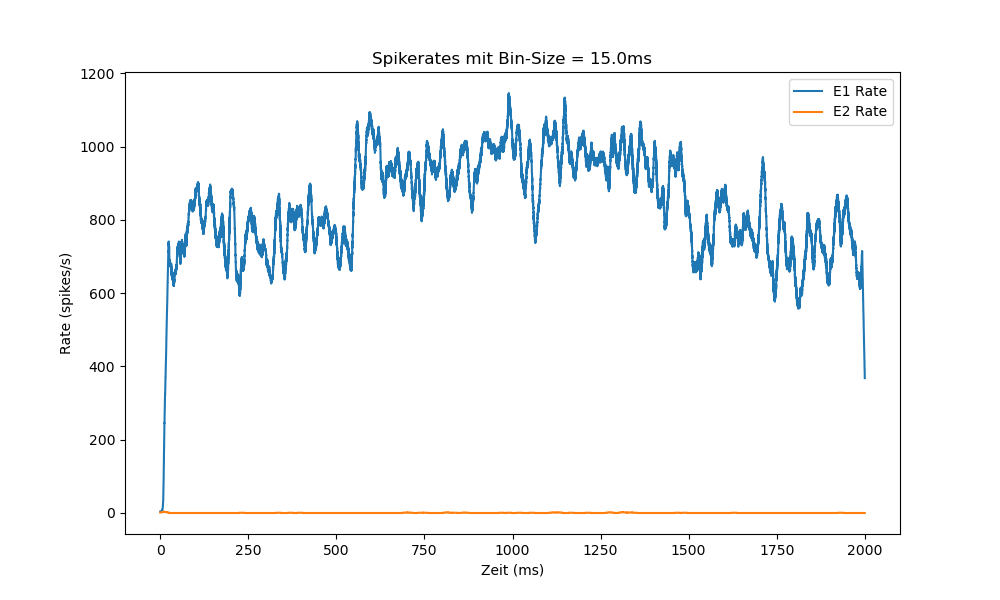 Spikerates mit Bin-Size = 15.0ms
E1 Rate
E2 Rate
1200
1000
800
600
400
200
0
Rate (spikes/s)
0 250 500 750 1000 1250 1500 1750 2000
Zeit (ms)